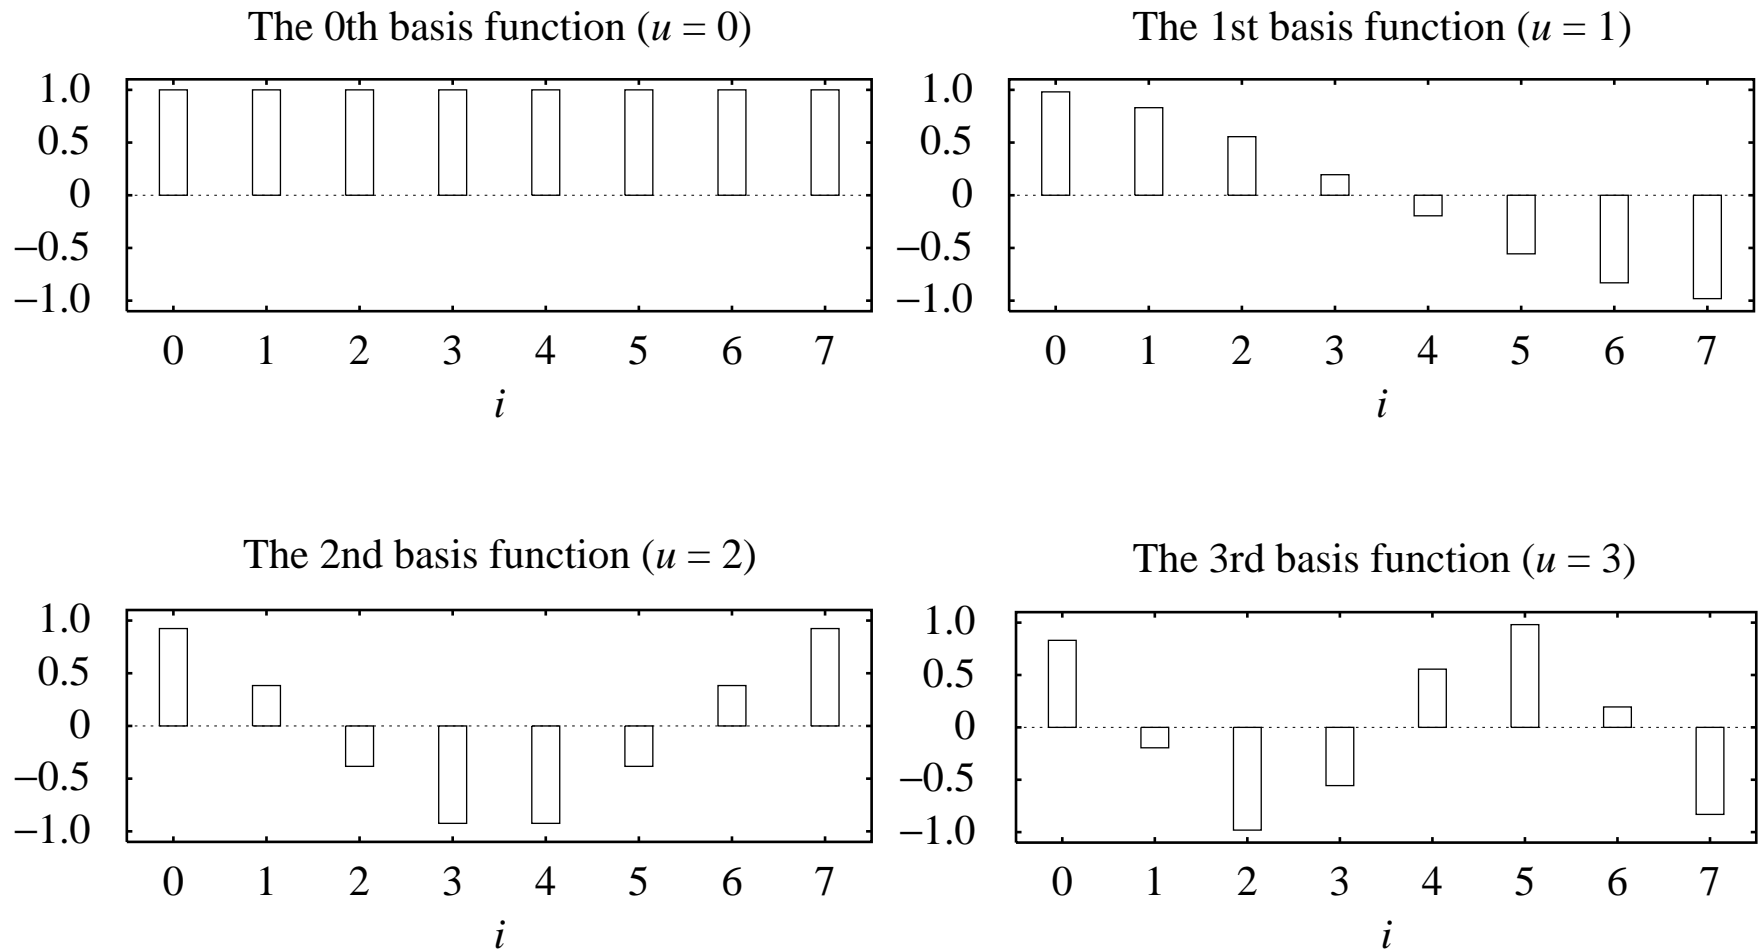 The 0th basis function (u = 0)
1.0
0.5
0
−0.5
−1.0
0 1 2 3 4 5 6 7
i
The 1st basis function (u = 1)
1.0
0.5
0
−0.5
−1.0
0 1 2 3 4 5 6 7
i
The 2nd basis function (u = 2)
1.0
0.5
0
−0.5
−1.0
0 1 2 3 4 5 6 7
i
The 3rd basis function (u = 3)
1.0
0.5
0
−0.5
−1.0
0 1 2 3 4 5 6 7
i